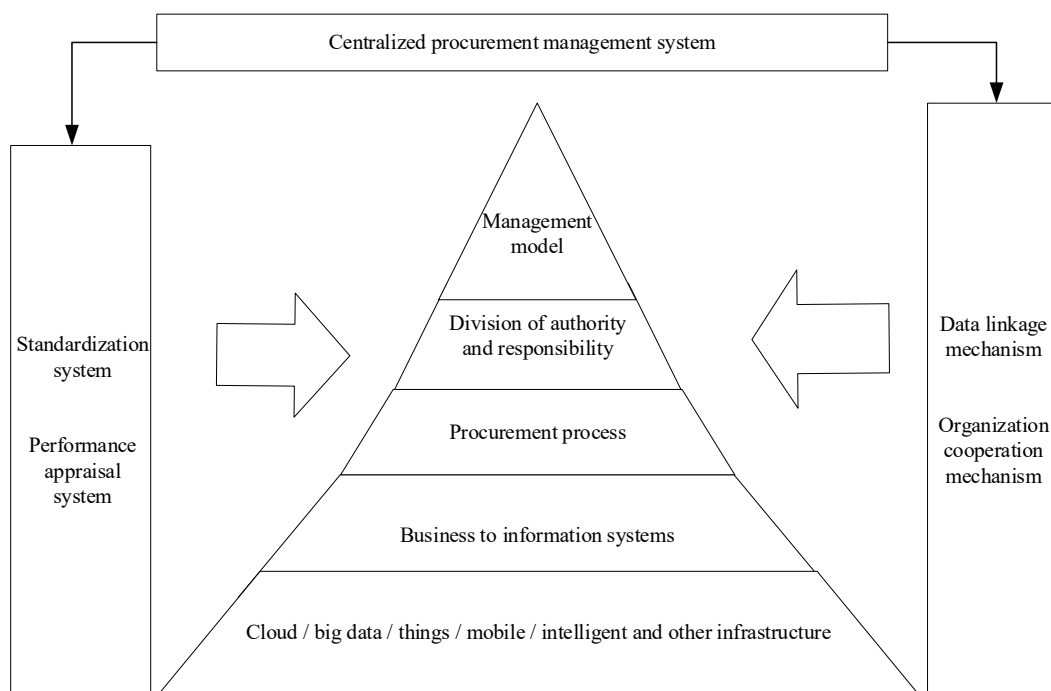 Centralized procurement management system
Standardization
system
Performance
appraisal
system
Management
model
Division of authority
and responsibility
Procurement process
Business to information systems
Cloud / big data / things / mobile / intelligent and other infrastructure
Data linkage
mechanism
Organization
cooperation
mechanism